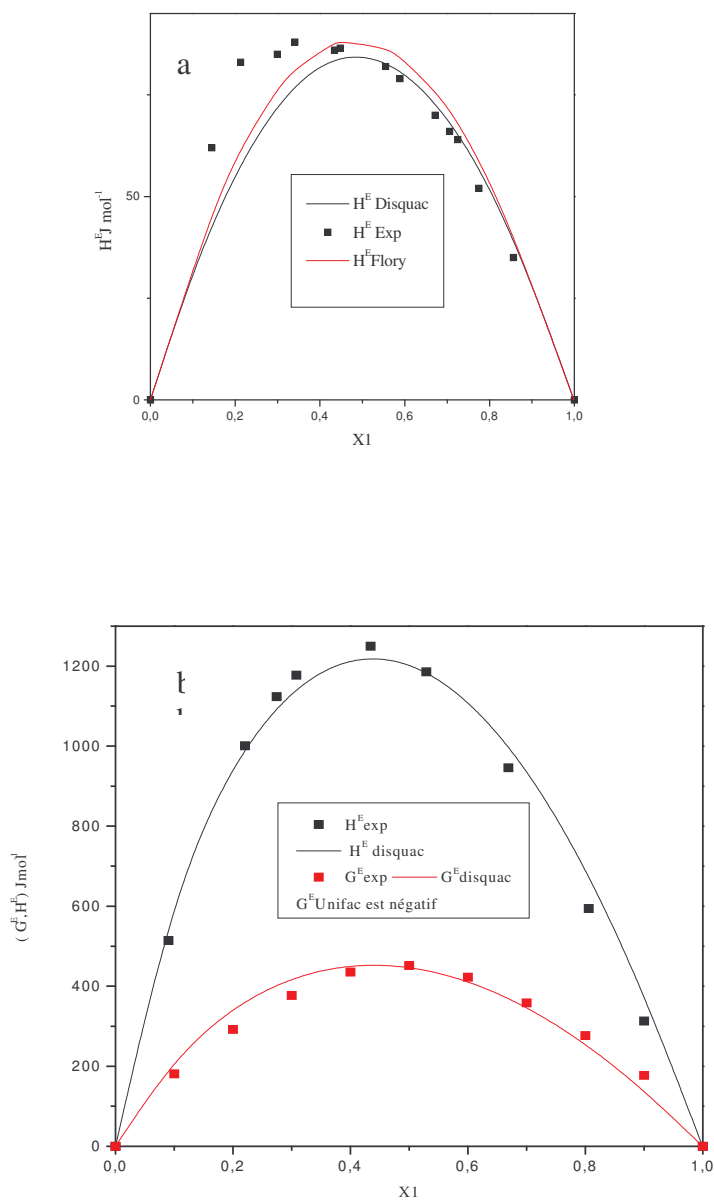 a
50
0
H^E J mol^-1
H^E Disquac
H^E Exp
H^E Flory
0,0 0,2 0,4 0,6 0,8 1,0
X1
1200
1000
800
600
400
200
0
( G^E,H^E) Jmol^-1
H^E exp
H^E disquac
G^E exp G^E disquac
G^E Unifac est négatif
0,0 0,2 0,4 0,6 0,8 1,0
X1